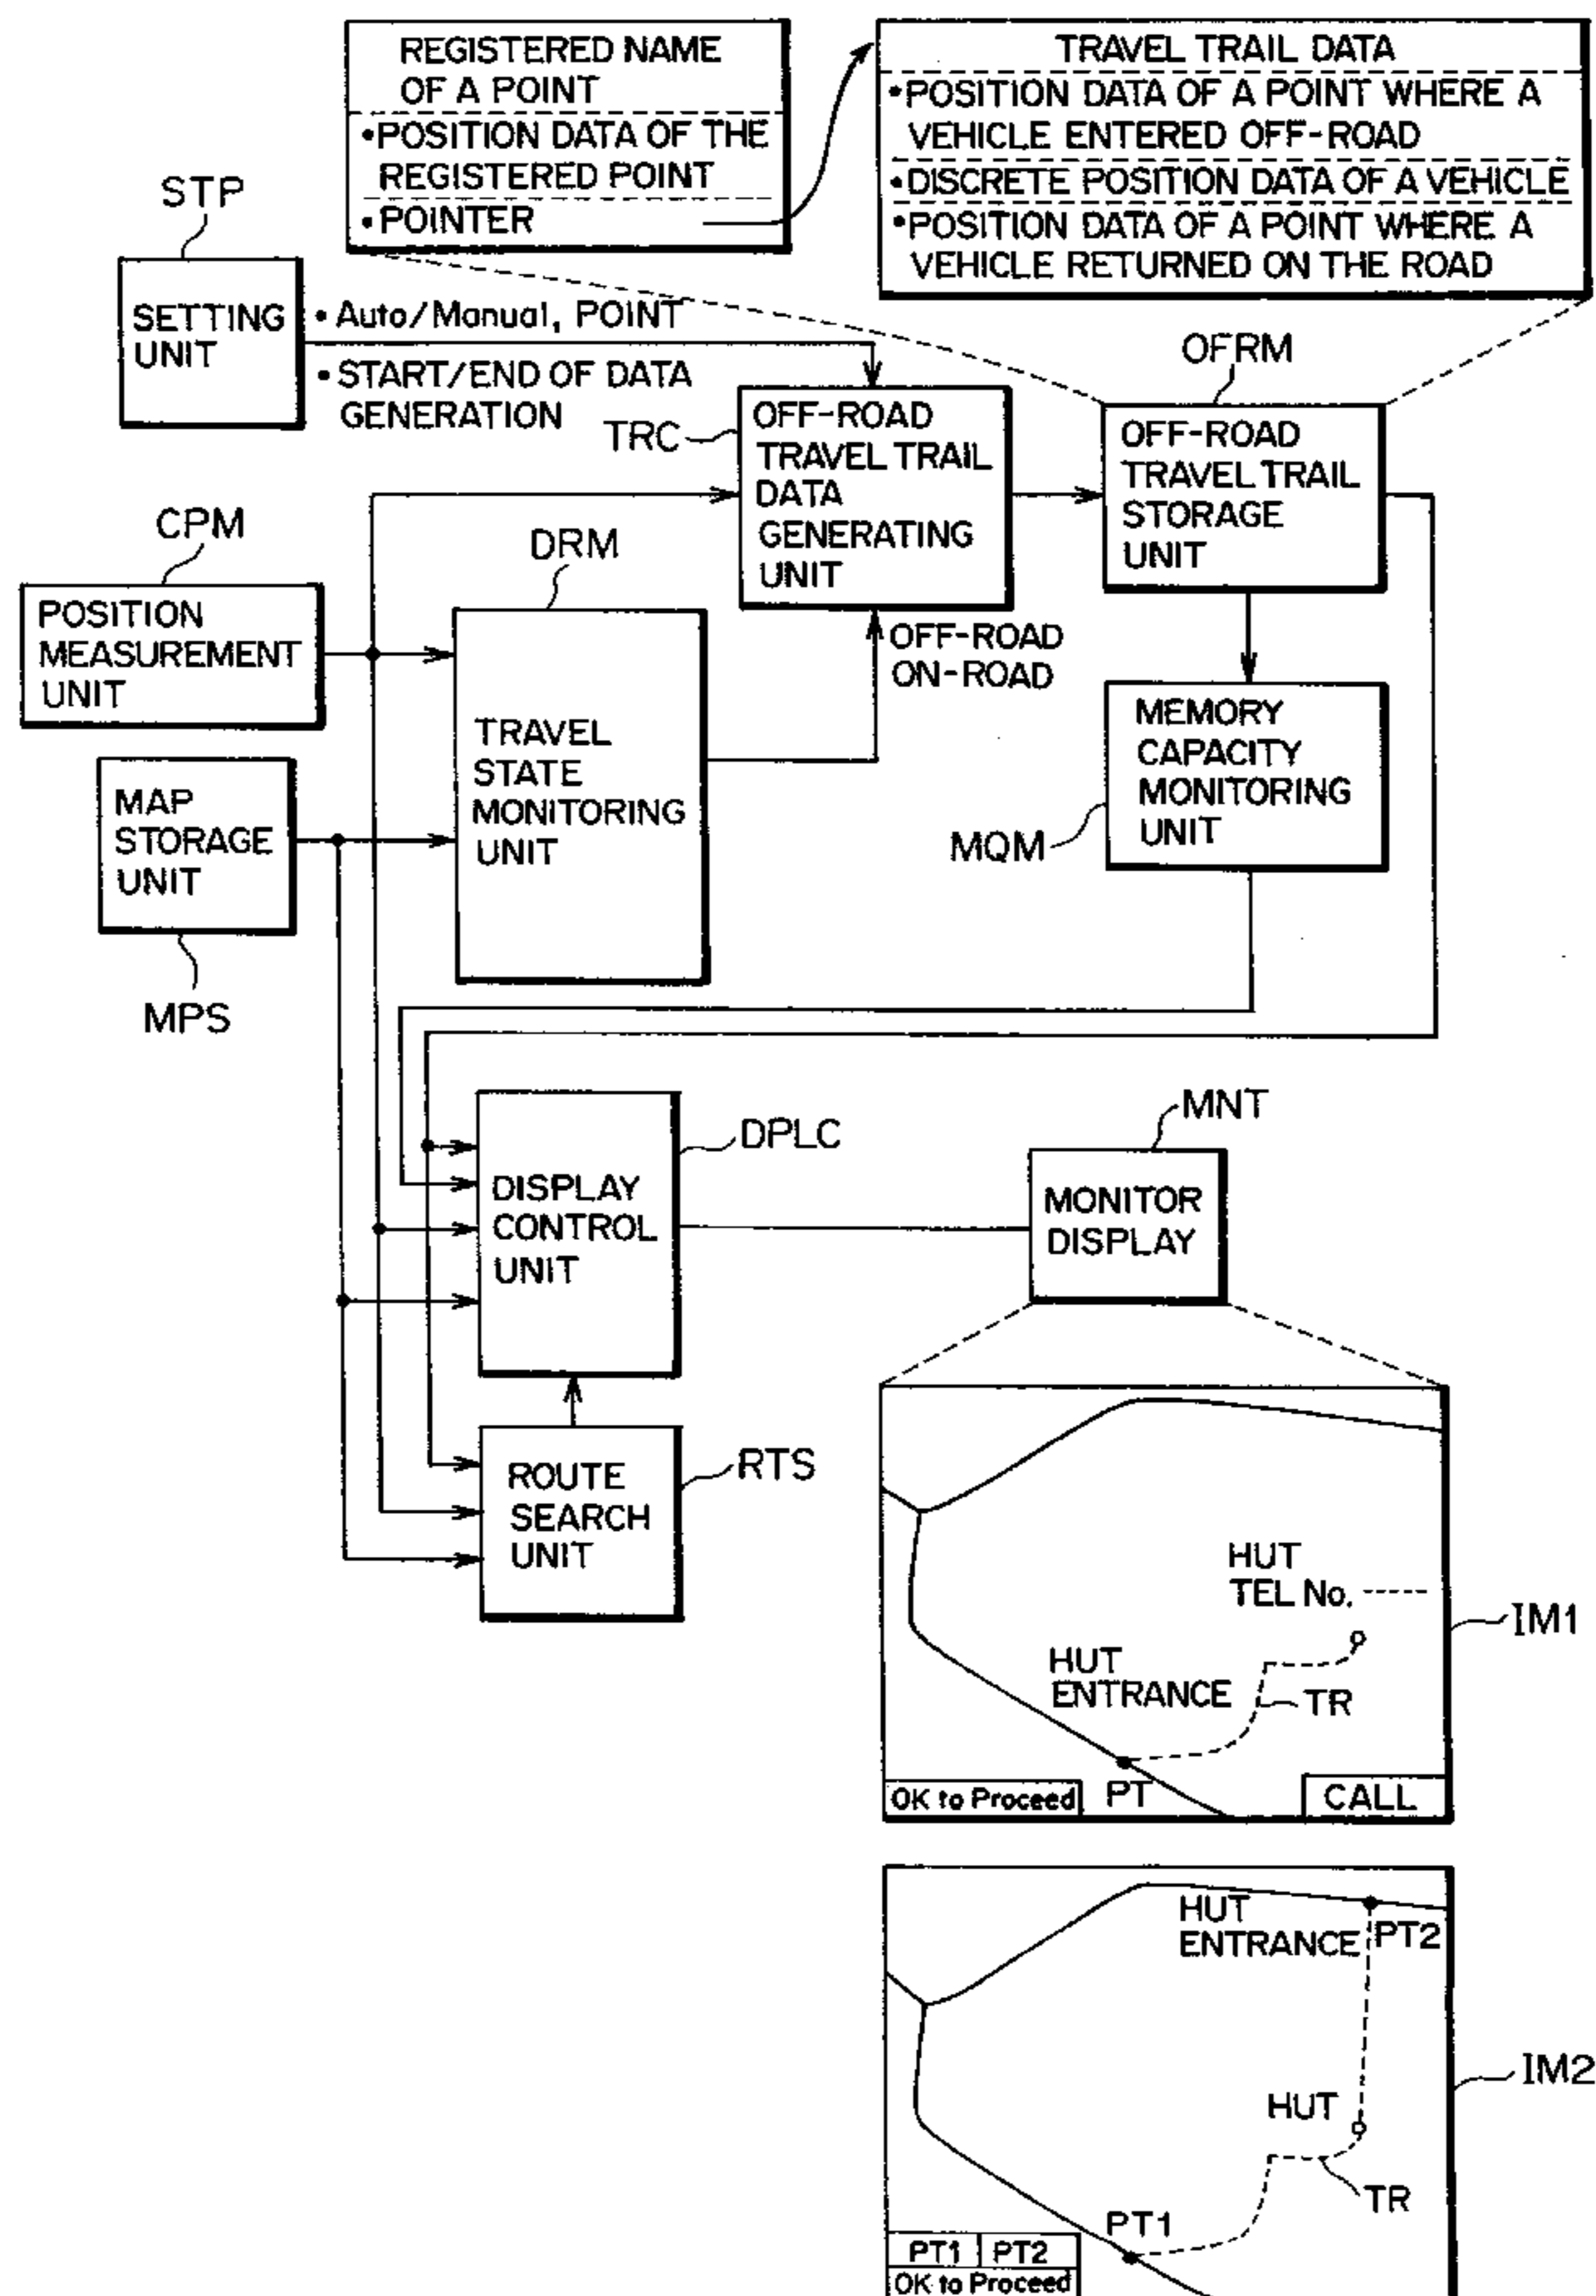 REGISTERED NAME
OF A POINT
•POSITION DATA OF THE
REGISTERED POINT
•POINTER
TRAVEL TRAIL DATA
•POSITION DATA OF A POINT WHERE A
VEHICLE ENTERED OFF-ROAD
•DISCRETE POSITION DATA OF A VEHICLE
•POSITION DATA OF A POINT WHERE A
VEHICLE RETURNED ON THE ROAD
STP
SETTING
UNIT
• Auto/Manual, POINT
• START/END OF DATA
GENERATION
TRC
OFF-ROAD
TRAVEL TRAIL
DATA
GENERATING
UNIT
OFRM
OFF-ROAD
TRAVEL TRAIL
STORAGE
UNIT
CPM
POSITION
MEASUREMENT
UNIT
DRM
TRAVEL
STATE
MONITORING
UNIT
OFF-ROAD
ON-ROAD
MAP
STORAGE
UNIT
MPS
MEMORY
CAPACITY
MONITORING
UNIT
MQM
DPLC
DISPLAY
CONTROL
UNIT
MNT
MONITOR
DISPLAY
RTS
ROUTE
SEARCH
UNIT
HUT
TEL No. -----
IM1
HUT
ENTRANCE
TR
OK to Proceed
PT
CALL
HUT
ENTRANCE
PT2
IM2
HUT
TR
PT1
PT1 PT2
OK to Proceed